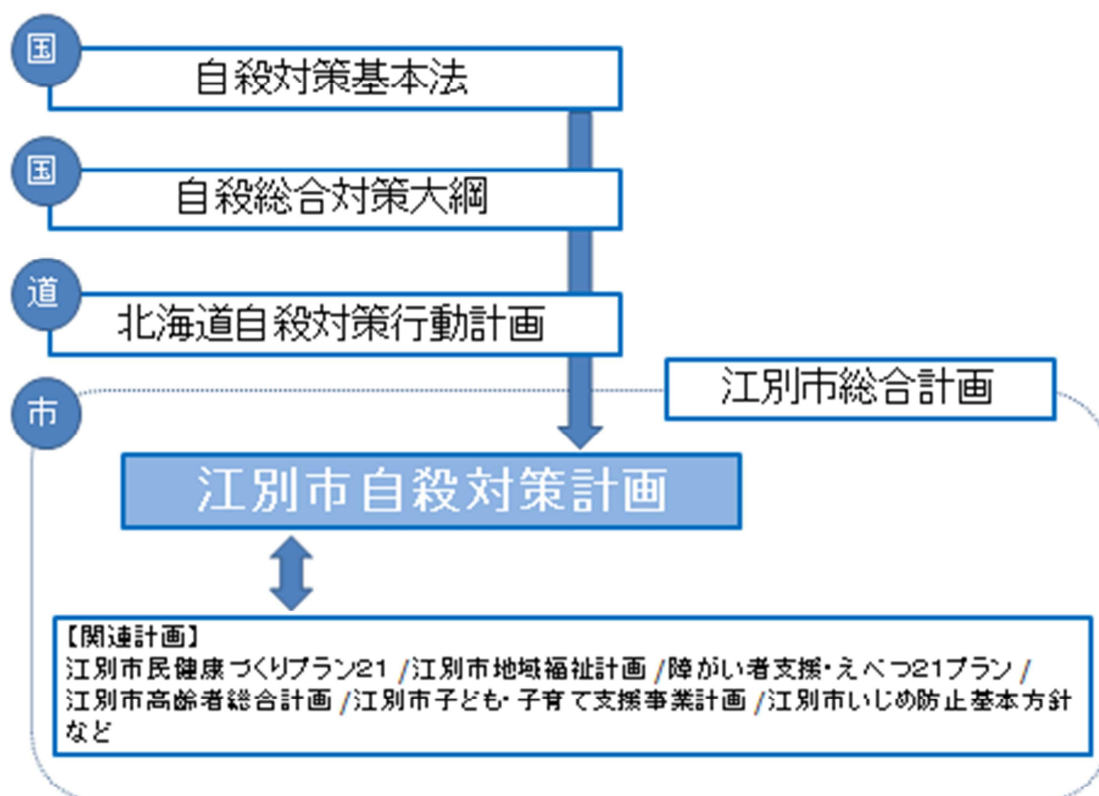 国
自殺対策基本法
国
自殺総合対策大綱
道
北海道自殺対策行動計画
江別市総合計画
市
江別市自殺対策計画
【関連計画】
江別市民健康づくりプラン21 /江別市地域福祉計画 /障がい者支援・えべつ21プラン /
江別市高齢者総合計画 /江別市子ども・子育て支援事業計画 /江別市いじめ防止基本方針
など